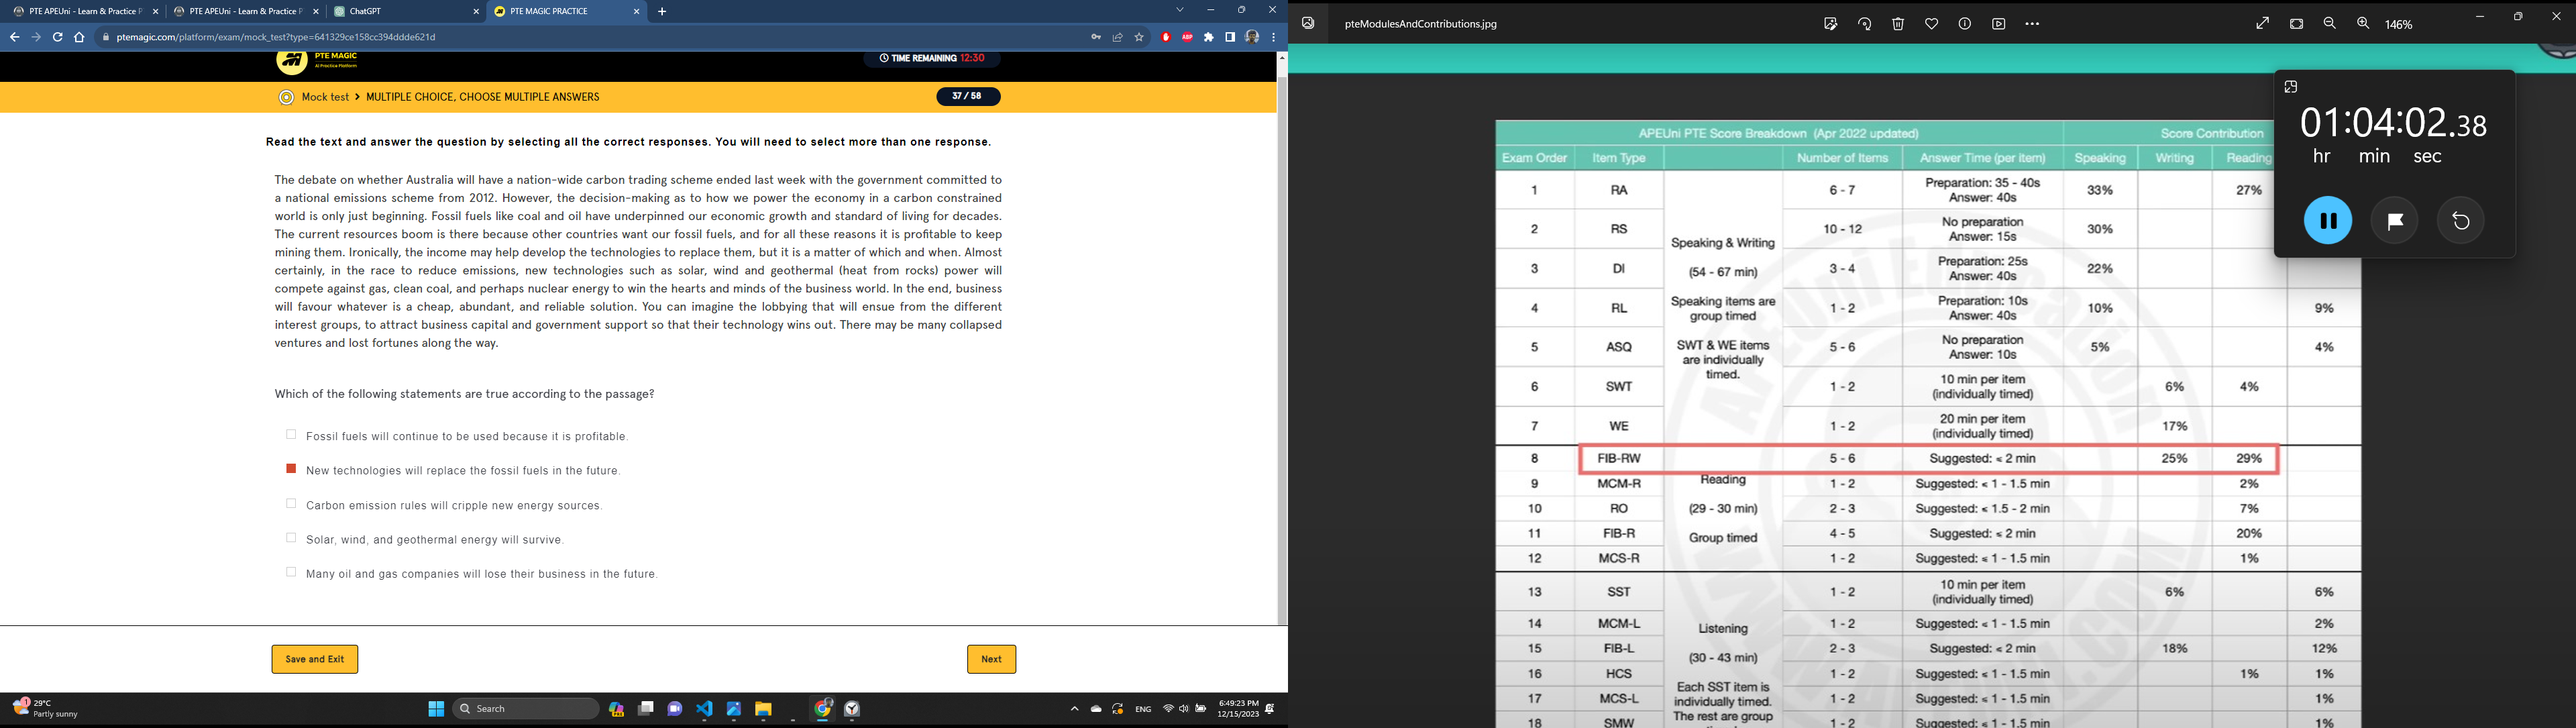 PTE APEUni - Learn & Practice P
PTE APEUni - Learn & Practice P
ChatGPT
PTE MAGIC PRACTICE
ptemagic.com/platform/exam/mock_test?type=641329ce158cc394ddde621d
PTE MAGIC
AI Practice Platform
TIME REMAINING 12:30
Mock test > MULTIPLE CHOICE, CHOOSE MULTIPLE ANSWERS
37 / 58
Read the text and answer the question by selecting all the correct responses. You will need to select more than one response.
The debate on whether Australia will have a nation-wide carbon trading scheme ended last week with the government committed to
a national emissions scheme from 2012. However, the decision-making as to how we power the economy in a carbon constrained
world is only just beginning. Fossil fuels like coal and oil have underpinned our economic growth and standard of living for decades.
The current resources boom is there because other countries want our fossil fuels, and for all these reasons it is profitable to keep
mining them. Ironically, the income may help develop the technologies to replace them, but it is a matter of which and when. Almost
certainly, in the race to reduce emissions, new technologies such as solar, wind and geothermal (heat from rocks) power will
compete against gas, clean coal, and perhaps nuclear energy to win the hearts and minds of the business world. In the end, business
will favour whatever is a cheap, abundant, and reliable solution. You can imagine the lobbying that will ensue from the different
interest groups, to attract business capital and government support so that their technology wins out. There may be many collapsed
ventures and lost fortunes along the way.
Which of the following statements are true according to the passage?
Fossil fuels will continue to be used because it is profitable.
New technologies will replace the fossil fuels in the future.
Carbon emission rules will cripple new energy sources.
Solar, wind, and geothermal energy will survive.
Many oil and gas companies will lose their business in the future.
Save and Exit
Next
29°C
Partly sunny
Search
ENG
6:49:23 PM
12/15/2023
pteModulesAndContributions.jpg
146%
01:04:02.38
hr min sec
APEUni PTE Score Breakdown (Apr 2022 updated)
Score Contribution
Exam Order
Item Type
Number of Items
Answer Time (per item)
Speaking
Writing
Reading
1 RA 6 - 7 Preparation: 35 - 40s 33% 27%
Answer: 40s
2 RS 10 - 12 No preparation 30%
Answer: 15s
Speaking & Writing
(54 - 67 min)
3 DI 3 - 4 Preparation: 25s 22%
Answer: 40s
Speaking items are
group timed
4 RL 1 - 2 Preparation: 10s 10% 9%
Answer: 40s
SWT & WE items
are individually
timed.
5 ASQ 5 - 6 No preparation 5% 4%
Answer: 10s
6 SWT 1 - 2 10 min per item 6% 4%
(individually timed)
7 WE 1 - 2 20 min per item 17%
(individually timed)
8 FIB-RW 5 - 6 Suggested: < 2 min 25% 29%
Reading
(29 - 30 min)
Group timed
9 MCM-R 1 - 2 Suggested: < 1 - 1.5 min 2%
10 RO 2 - 3 Suggested: < 1.5 - 2 min 7%
11 FIB-R 4 - 5 Suggested: < 2 min 20%
12 MCS-R 1 - 2 Suggested: < 1 - 1.5 min 1%
13 SST 1 - 2 10 min per item 6% 6%
(individually timed)
Listening
(30 - 43 min)
14 MCM-L 1 - 2 Suggested: < 1 - 1.5 min 2%
15 FIB-L 2 - 3 Suggested: < 2 min 18% 12%
16 HCS 1 - 2 Suggested: < 1 - 1.5 min 1% 1%
Each SST item is
individually timed.
The rest are group
17 MCS-L 1 - 2 Suggested: < 1 - 1.5 min 1%
18 SMW 1 - 2 Suggested: < 1 - 1.5 min 1%